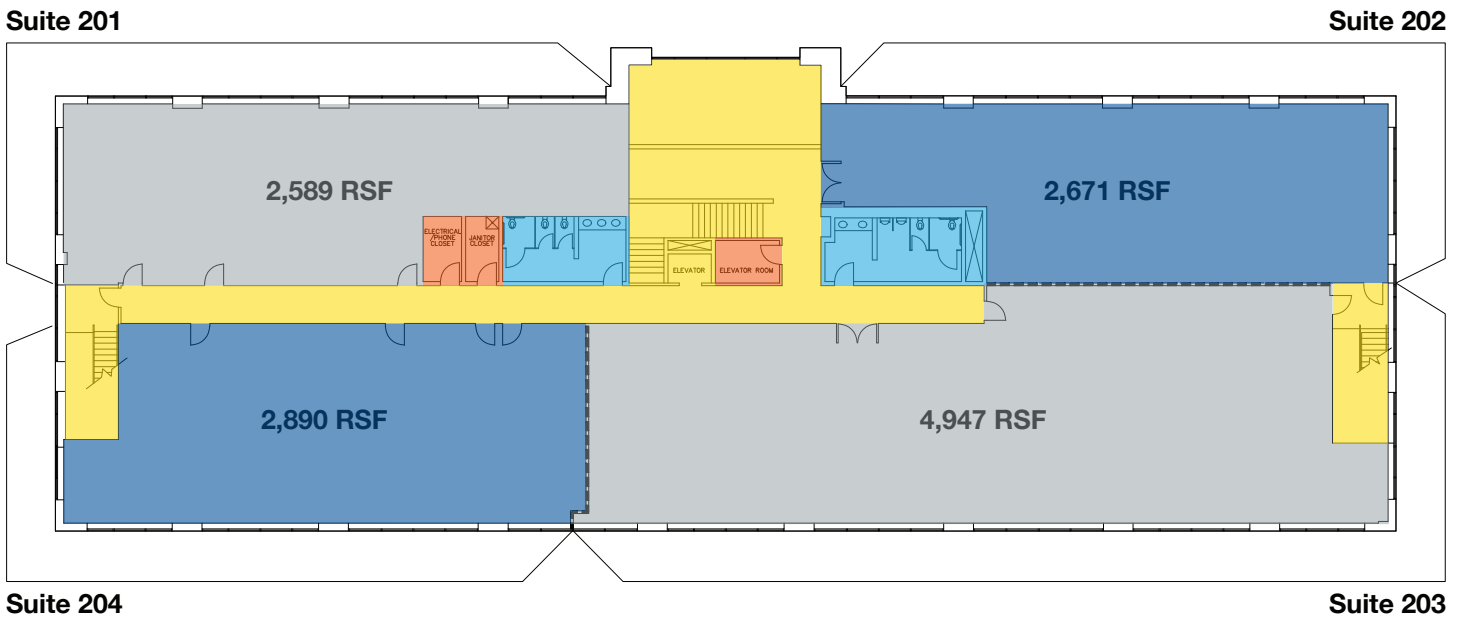 Suite 201
Suite 202
2,589 RSF
2,671 RSF
ELECTRICAL
/PHONE
CLOSET
JANITOR
CLOSET
ELEVATOR
ELEVATOR ROOM
2,890 RSF
4,947 RSF
Suite 204
Suite 203